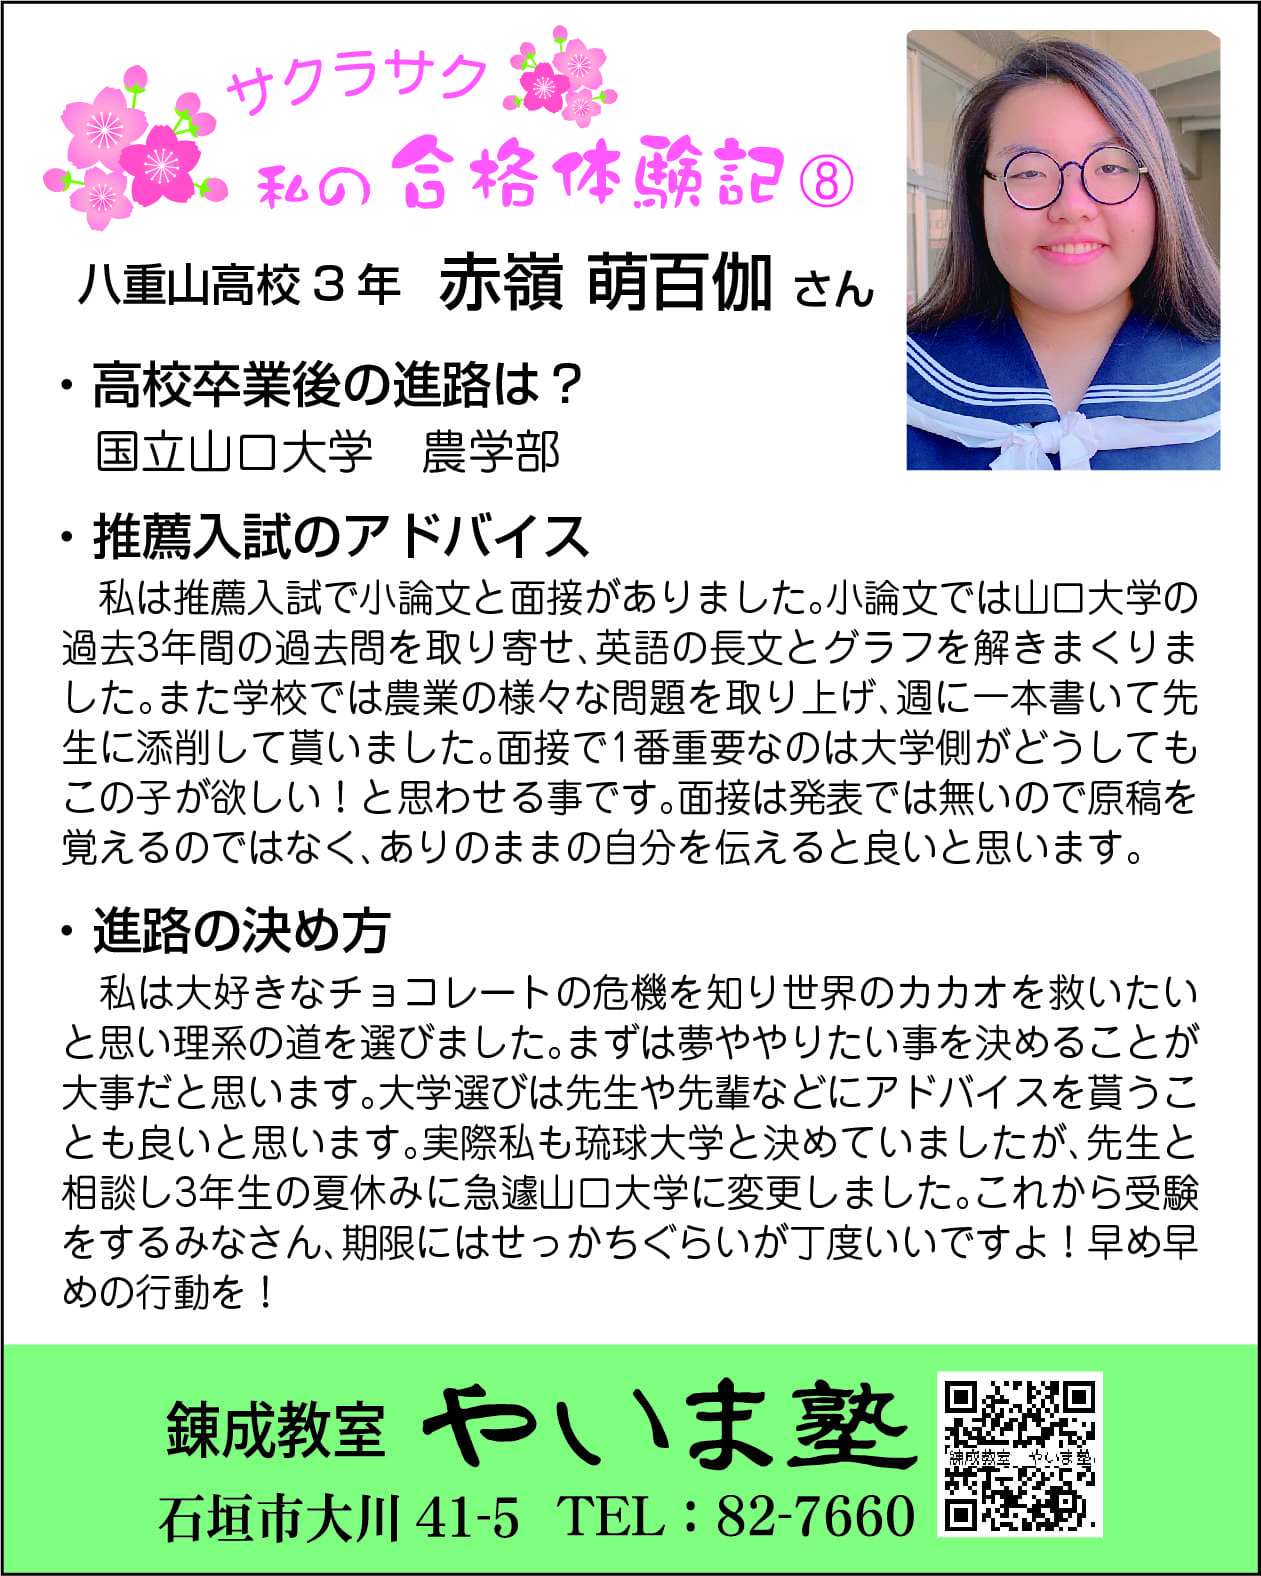 サクラサク
私の合格体験記⑧
八重山高校3年 赤嶺 萌百伽 さん
・高校卒業後の進路は？
国立山口大学　農学部
・推薦入試のアドバイス
私は推薦入試で小論文と面接がありました。小論文では山口大学の
過去3年間の過去問を取り寄せ、英語の長文とグラフを解きまくりま
した。また学校では農業の様々な問題を取り上げ、週に一本書いて先
生に添削して貰いました。面接で1番重要なのは大学側がどうしても
この子が欲しい！と思わせる事です。面接は発表では無いので原稿を
覚えるのではなく、ありのままの自分を伝えると良いと思います。
・進路の決め方
私は大好きなチョコレートの危機を知り世界のカカオを救いたい
と思い理系の道を選びました。まずは夢ややりたい事を決めることが
大事だと思います。大学選びは先生や先輩などにアドバイスを貰うこ
とも良いと思います。実際私も琉球大学と決めていましたが、先生と
相談し3年生の夏休みに急遽山口大学に変更しました。これから受験
をするみなさん、期限にはせっかちぐらいが丁度いいですよ！早め早
めの行動を！
錬成教室 やいま塾
錬成教室　やいま塾
石垣市大川 41-5 TEL：82-7660